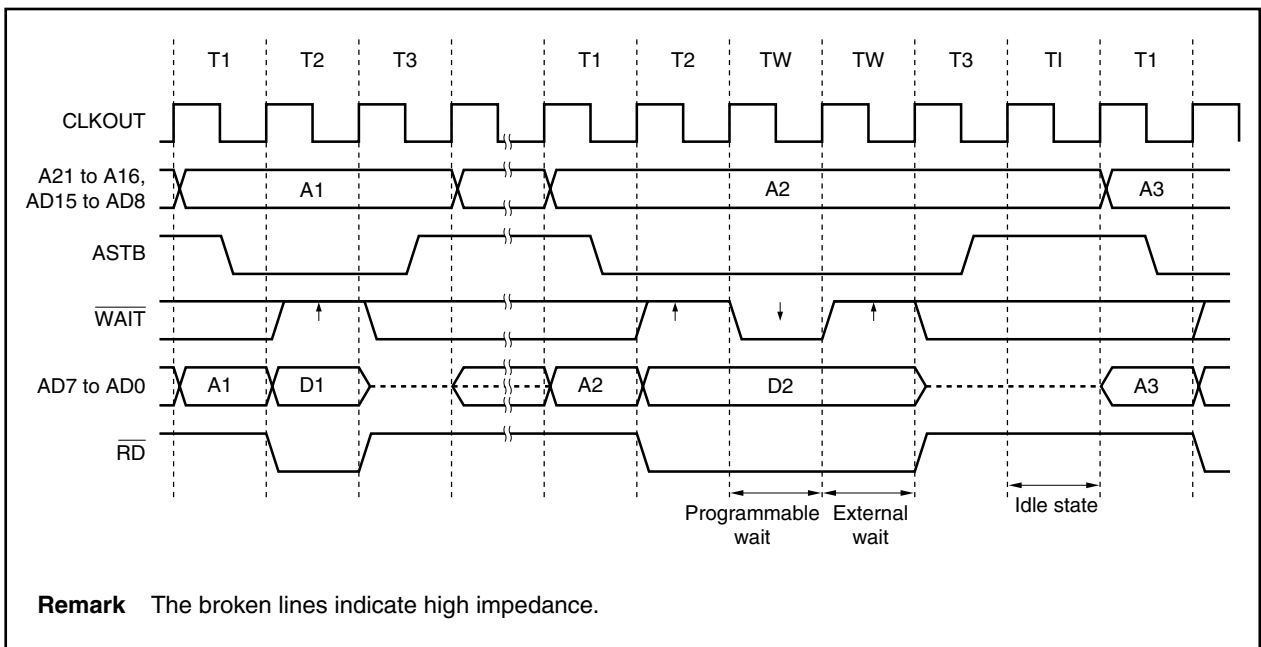 T1 T2 T3 T1 T2 TW TW T3 TI T1
CLKOUT
A21 to A16,
AD15 to AD8
A1 A2 A3
ASTB
WAIT
AD7 to AD0 A1 D1 A2 D2 A3
RD
Programmable
wait
External
wait
Idle state
Remark The broken lines indicate high impedance.